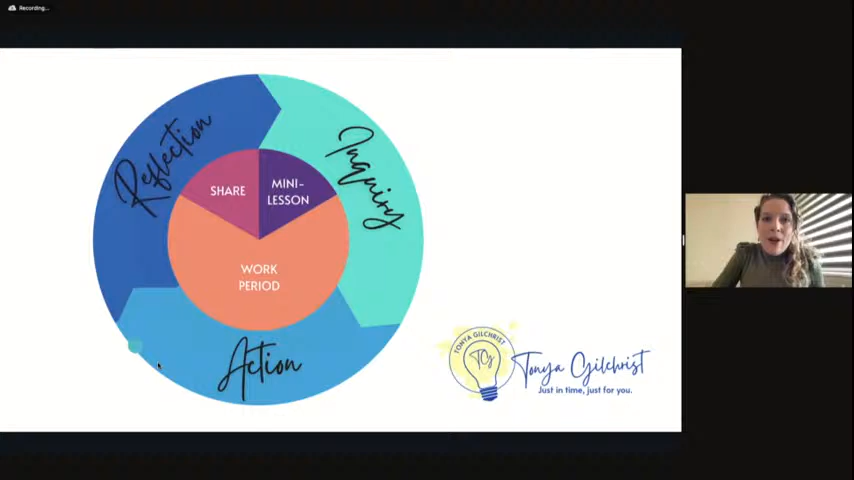 Recording...
Reflection
Inquiry
SHARE
MINI-
LESSON
WORK
PERIOD
Action
TONYA GILCHRIST
TG
Tonya Gilchrist
Just in time, just for you.